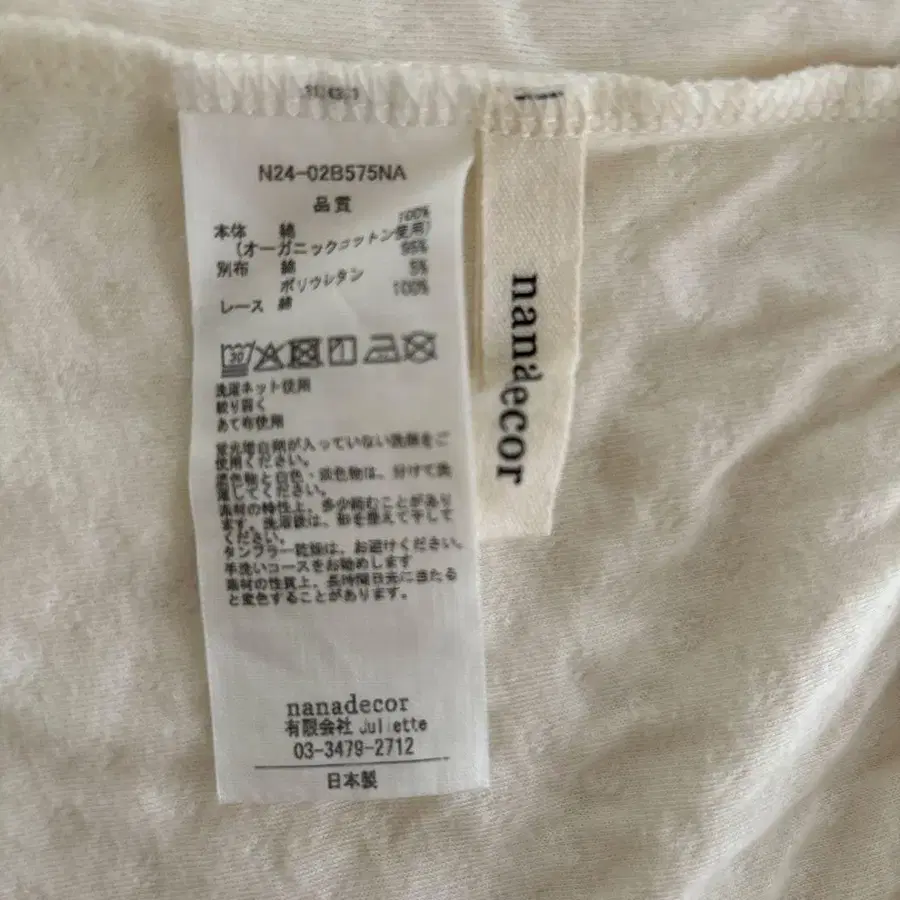 N24-02B575NA
品質
本体 綿 100%
(オーガニックコットン使用)
別布 綿 95%
ポリウレタン 5%
レース 綿 100%
30
洗濯ネット使用
絞り弱く
あて布使用
蛍光増白剤が入っていない洗剤をご
使用ください。
濃色物と白色・淡色物は、分けて洗
濯してください。
素材の特性上、多少縮むことがあり
ます。洗濯後は、形を整えて干して
ください。
タンブラー乾燥は、お避けください。
手洗いコースをお勧めします
素材の性質上、長時間日光に当たる
と変色することがあります。
nanadecor
有限会社 Juliette
03-3479-2712
日本製
nanadecor